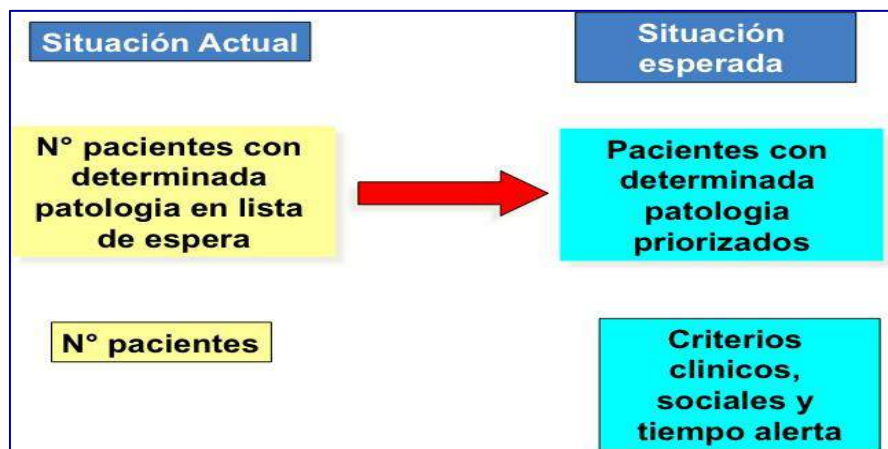 Situación Actual
Situación
esperada
N° pacientes con
determinada
patologia en lista
de espera
Pacientes con
determinada
patologia
priorizados
N° pacientes
Criterios
clinicos,
sociales y
tiempo alerta